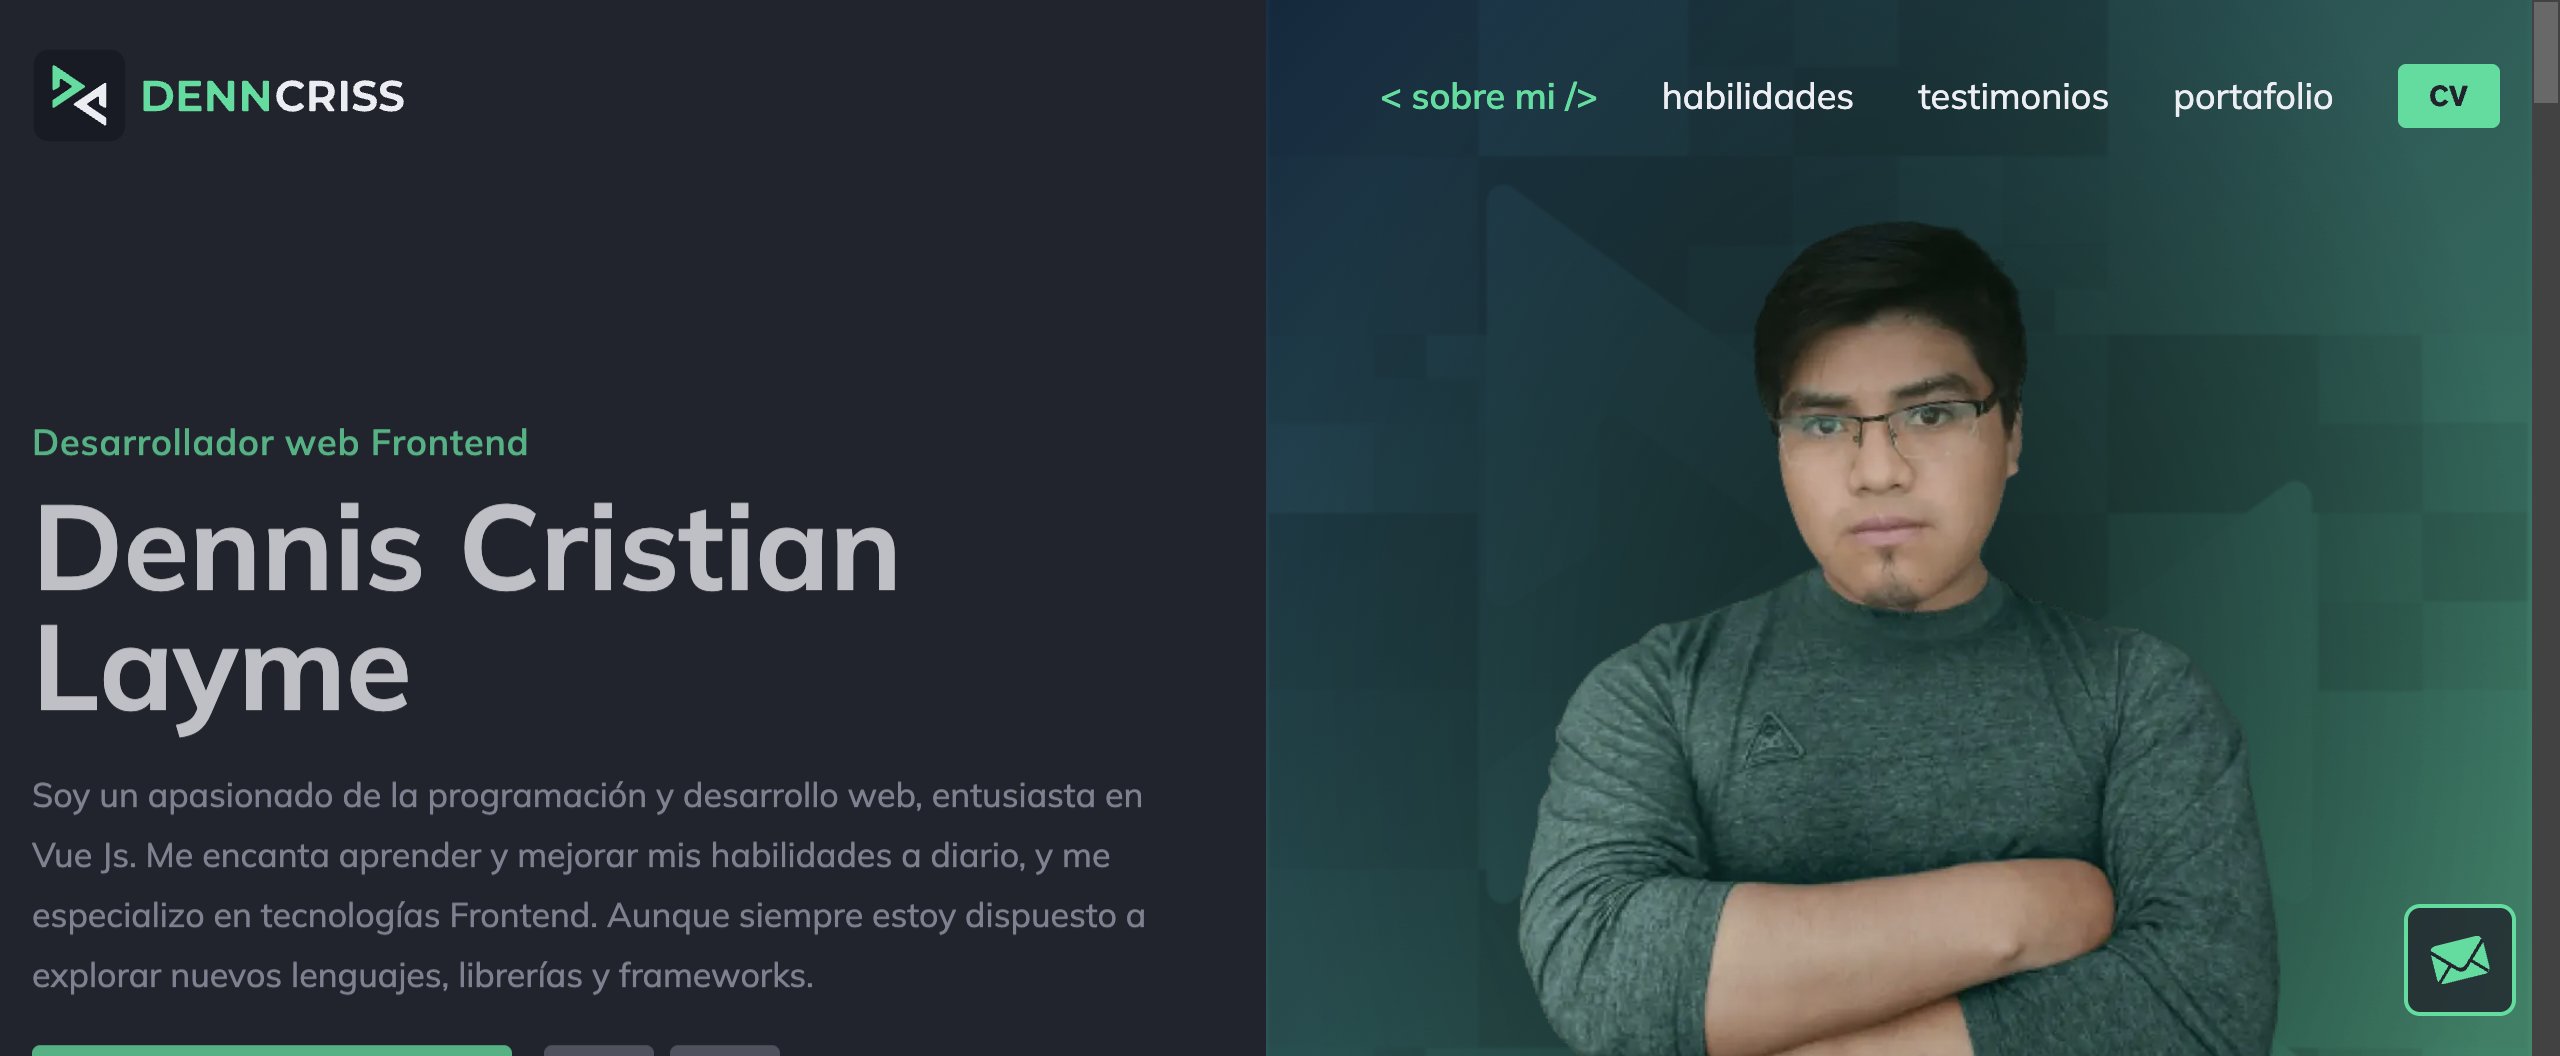 DENNCRISS
< sobre mi />
habilidades
testimonios
portafolio
CV
Desarrollador web Frontend
Dennis Cristian
Layme
Soy un apasionado de la programación y desarrollo web, entusiasta en
Vue Js. Me encanta aprender y mejorar mis habilidades a diario, y me
especializo en tecnologías Frontend. Aunque siempre estoy dispuesto a
explorar nuevos lenguajes, librerías y frameworks.